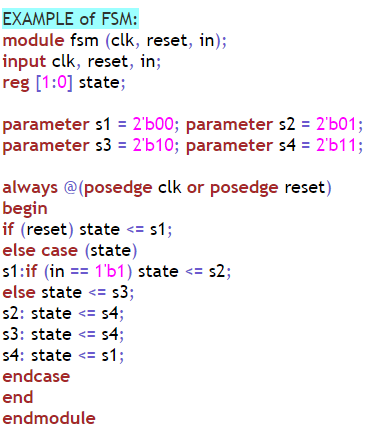 EXAMPLE of FSM:
module fsm (clk, reset, in);
input clk, reset, in;
reg [1:0] state;
parameter s1 = 2'b00; parameter s2 = 2'b01;
parameter s3 = 2'b10; parameter s4 = 2'b11;
always @(posedge clk or posedge reset)
begin
if (reset) state <= s1;
else case (state)
s1:if (in == 1'b1) state <= s2;
else state <= s3;
s2: state <= s4;
s3: state <= s4;
s4: state <= s1;
endcase
end
endmodule